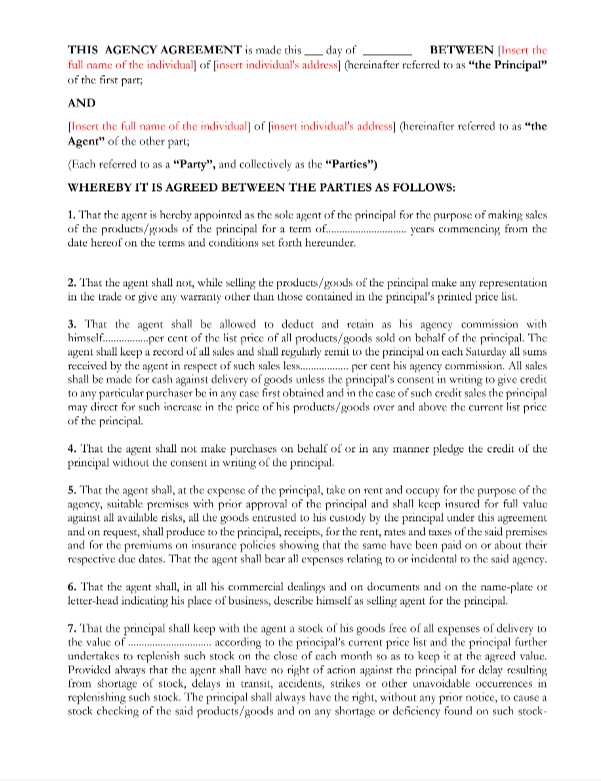 THIS AGENCY AGREEMENT is made this ___ day of ________ BETWEEN [Insert the
full name of the individual] of [insert individual's address] (hereinafter referred to as "the Principal"
of the first part;
AND
[Insert the full name of the individual] of [insert individual's address] (hereinafter referred to as "the
Agent" of the other part;
(Each referred to as a "Party", and collectively as the "Parties")
WHEREBY IT IS AGREED BETWEEN THE PARTIES AS FOLLOWS:
1. That the agent is hereby appointed as the sole agent of the principal for the purpose of making sales
of the products/goods of the principal for a term of............................ years commencing from the
date hereof on the terms and conditions set forth hereunder.
2. That the agent shall not, while selling the products/goods of the principal make any representation
in the trade or give any warranty other than those contained in the principal's printed price list.
3. That the agent shall be allowed to deduct and retain as his agency commission with
himself................per cent of the list price of all products/goods sold on behalf of the principal. The
agent shall keep a record of all sales and shall regularly remit to the principal on each Saturday all sums
received by the agent in respect of such sales less................. per cent his agency commission. All sales
shall be made for cash against delivery of goods unless the principal's consent in writing to give credit
to any particular purchaser be in any case first obtained and in the case of such credit sales the principal
may direct for such increase in the price of his products/goods over and above the current list price
of the principal.
4. That the agent shall not make purchases on behalf of or in any manner pledge the credit of the
principal without the consent in writing of the principal.
5. That the agent shall, at the expense of the principal, take on rent and occupy for the purpose of the
agency, suitable premises with prior approval of the principal and shall keep insured for full value
against all available risks, all the goods entrusted to his custody by the principal under this agreement
and on request, shall produce to the principal, receipts, for the rent, rates and taxes of the said premises
and for the premiums on insurance policies showing that the same have been paid on or about their
respective due dates. That the agent shall bear all expenses relating to or incidental to the said agency.
6. That the agent shall, in all his commercial dealings and on documents and on the name-plate or
letter-head indicating his place of business, describe himself as selling agent for the principal.
7. That the principal shall keep with the agent a stock of his goods free of all expenses of delivery to
the value of ............................. according to the principal's current price list and the principal further
undertakes to replenish such stock on the close of each month so as to keep it at the agreed value.
Provided always that the agent shall have no right of action against the principal for delay resulting
from shortage of stock, delays in transit, accidents, strikes or other unavoidable occurrences in
replenishing such stock. The principal shall always have the right, without any prior notice, to cause a
stock checking of the said products/goods and on any shortage or deficiency found on such stock-